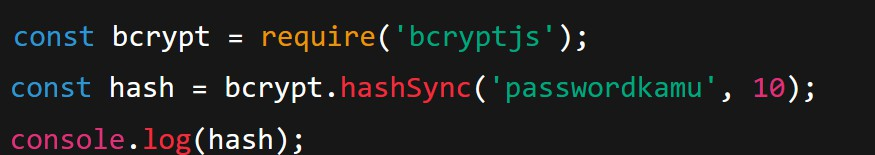 const bcrypt = require('bcryptjs');
const hash = bcrypt.hashSync('passwordkamu', 10);
console.log(hash);